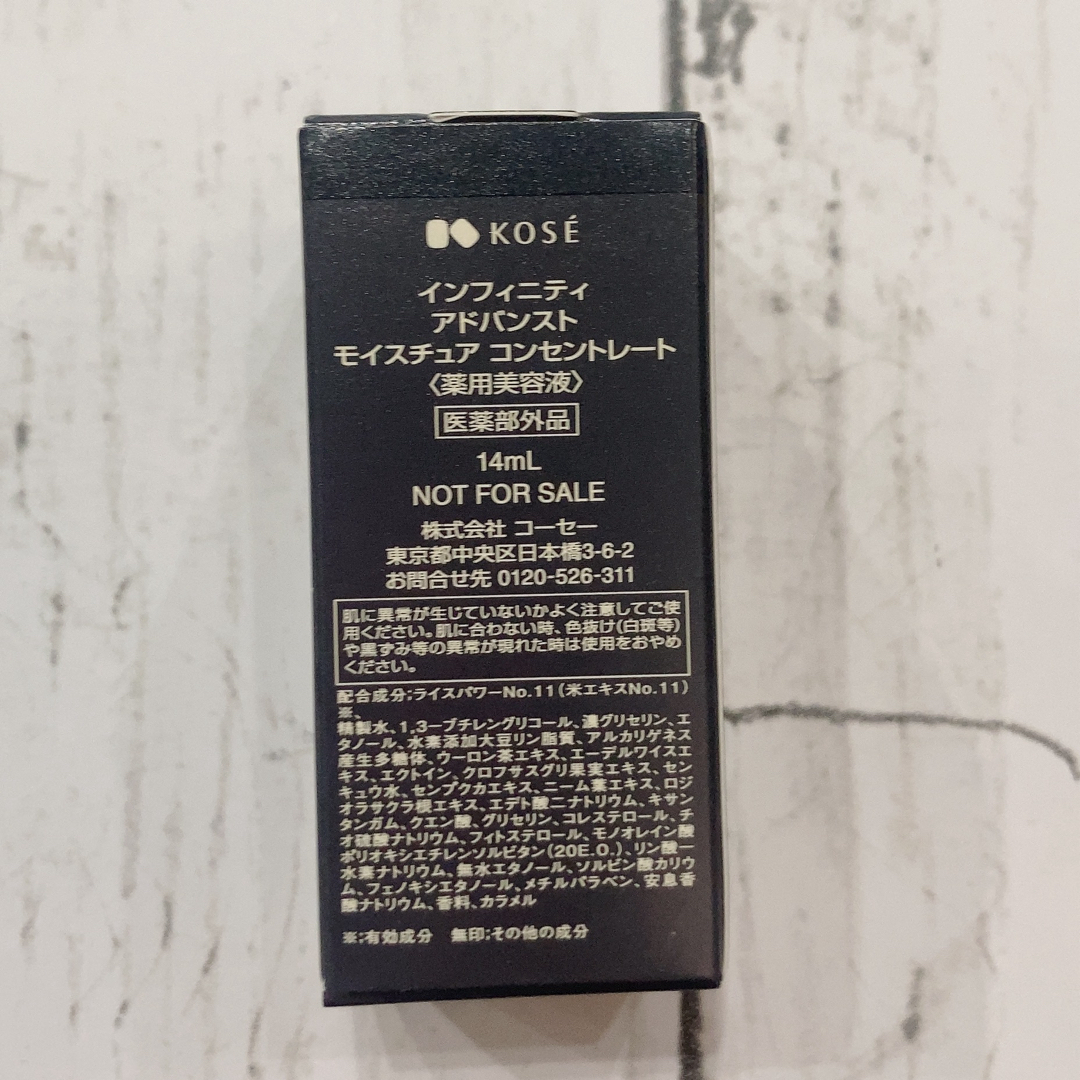 KOSÉ
インフィニティ
アドバンスト
モイスチュア コンセントレート
〈薬用美容液〉
医薬部外品
14mL
NOT FOR SALE
株式会社 コーセー
東京都中央区日本橋3-6-2
お問合せ先 0120-526-311
肌に異常が生じていないかよく注意してご使
用ください。肌に合わない時、色抜け(白斑等)
や黒ずみ等の異常が現れた時は使用をおやめ
ください。
配合成分;ライスパワーNo.11(米エキスNo.11)
※、
精製水、1,3-ブチレングリコール、濃グリセリン、エ
タノール、水素添加大豆リン脂質、アルカリゲネス
産生多糖体、ウーロン茶エキス、エーデルワイスエ
キス、エクトイン、クロフサスグリ果実エキス、セン
キュウ水、センプクカエキス、ニーム葉エキス、ロジ
オラサクラ根エキス、エデト酸二ナトリウム、キサン
タンガム、クエン酸、グリセリン、コレステロール、チ
オ硫酸ナトリウム、フィトステロール、モノオレイン酸
ポリオキシエチレンソルビタン(20E.O.)、リン酸一
水素ナトリウム、無水エタノール、ソルビン酸カリウ
ム、フェノキシエタノール、メチルパラベン、安息香
酸ナトリウム、香料、カラメル
※;有効成分 無印;その他の成分